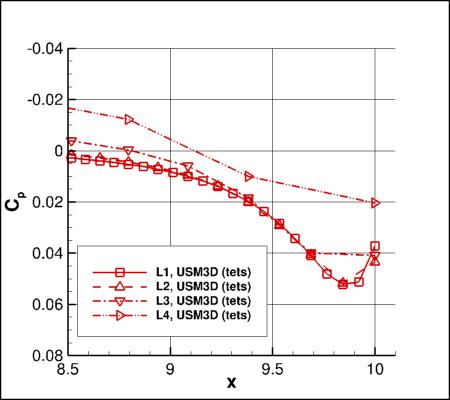 -0.04
-0.02
0
0.02
0.04
0.06
0.08
Cp
L1, USM3D (tets)
L2, USM3D (tets)
L3, USM3D (tets)
L4, USM3D (tets)
8.5 9 9.5 10
x